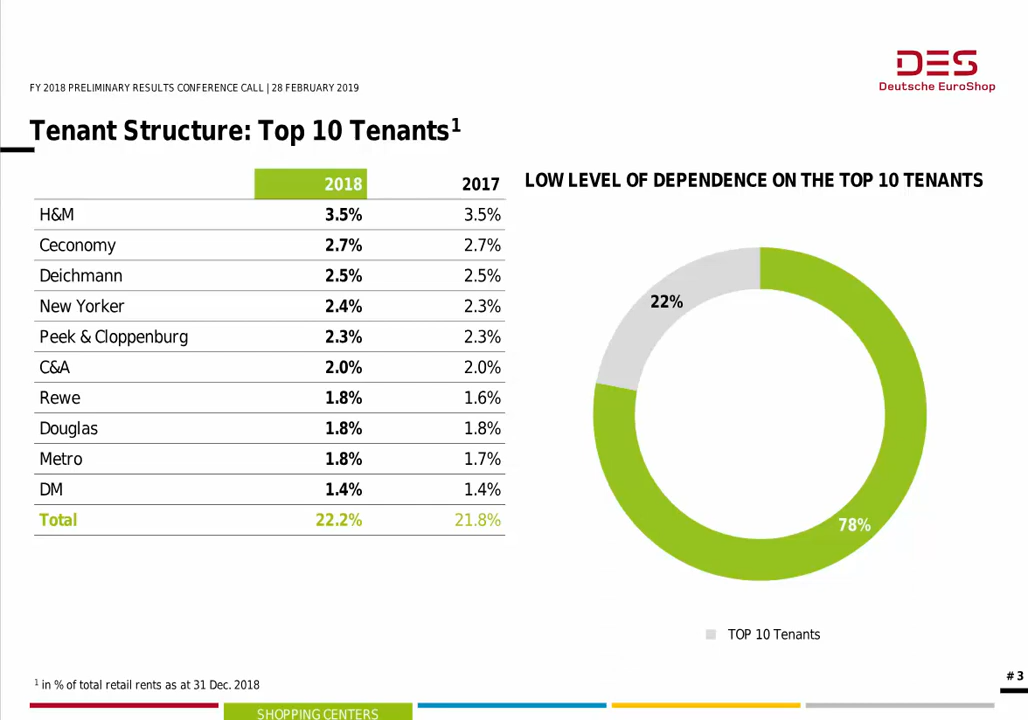 DES
Deutsche EuroShop
FY 2018 PRELIMINARY RESULTS CONFERENCE CALL | 28 FEBRUARY 2019
Tenant Structure: Top 10 Tenants¹
2018 2017
H&M 3.5% 3.5%
Ceconomy 2.7% 2.7%
Deichmann 2.5% 2.5%
New Yorker 2.4% 2.3%
Peek & Cloppenburg 2.3% 2.3%
C&A 2.0% 2.0%
Rewe 1.8% 1.6%
Douglas 1.8% 1.8%
Metro 1.8% 1.7%
DM 1.4% 1.4%
Total 22.2% 21.8%
LOW LEVEL OF DEPENDENCE ON THE TOP 10 TENANTS
22%
78%
TOP 10 Tenants
¹ in % of total retail rents as at 31 Dec. 2018
# 3
SHOPPING CENTERS